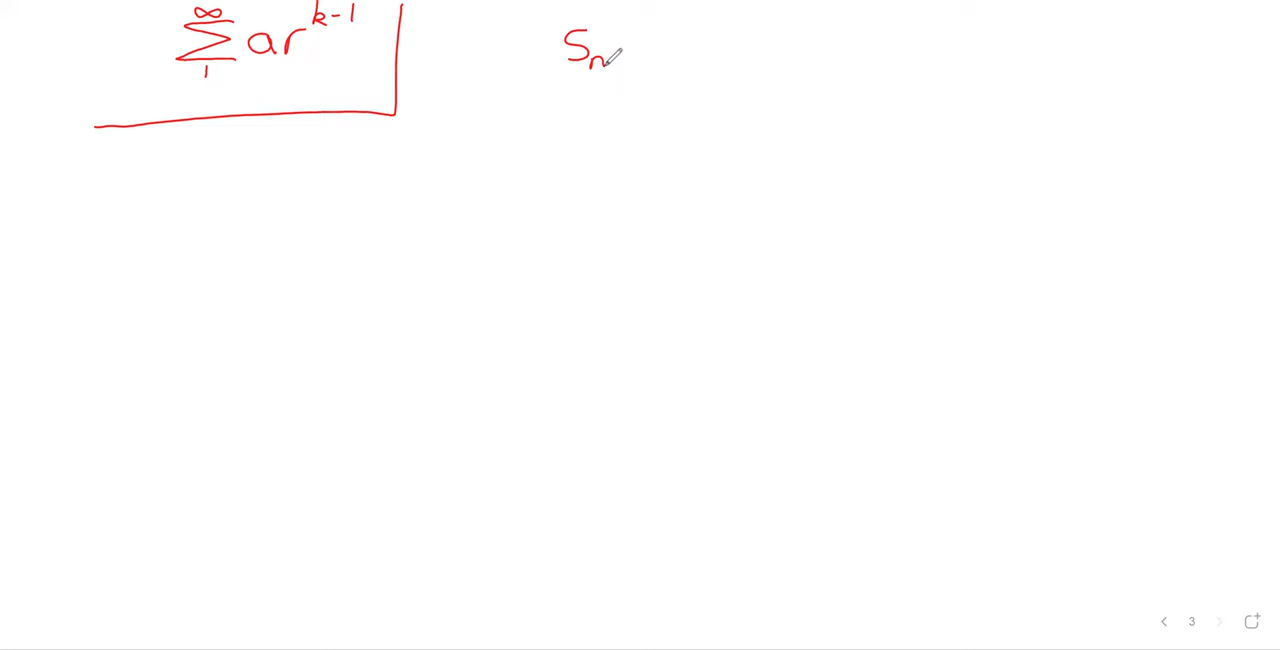 ∞
∑ ar^{k-1}
1
S_n
< 3 >